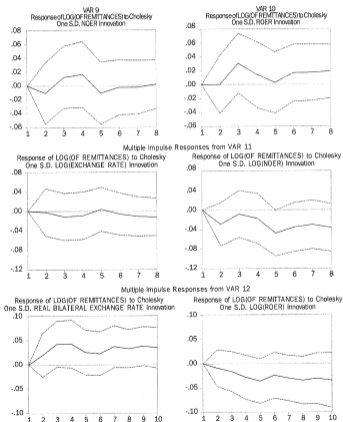 VAR 9
Response of LOG(OF REMITTANCES) to Cholesky
One S.D. NOER Innovation
.08
.06
.04
.02
.00
-.02
-.04
-.06
1 2 3 4 5 6 7 8
VAR 10
Response of LOG(OF REMITTANCES) to Cholesky
One S.D. ROER Innovation
.08
.06
.04
.02
.00
-.02
-.04
-.06
1 2 3 4 5 6 7 8
Multiple Impulse Responses from VAR 11
Response of LOG(OF REMITTANCES) to Cholesky
One S.D. LOG(EXCHANGE RATE) Innovation
.08
.04
.00
-.04
-.08
-.12
1 2 3 4 5 6 7 8
Response of LOG(OF REMITTANCES) to Cholesky
One S.D. LOG(NOER) Innovation
.08
.04
.00
-.04
-.08
-.12
1 2 3 4 5 6 7 8
Multiple Impulse Responses from VAR 12
Response of LOG(OF REMITTANCES) to Cholesky
One S.D. REAL BILATERAL EXCHANGE RATE Innovation
.10
.05
.00
-.05
-.10
1 2 3 4 5 6 7 8 9 10
Response of LOG(OF REMITTANCES) to Cholesky
One S.D. LOG(ROER) Innovation
.10
.05
.00
-.05
-.10
1 2 3 4 5 6 7 8 9 10